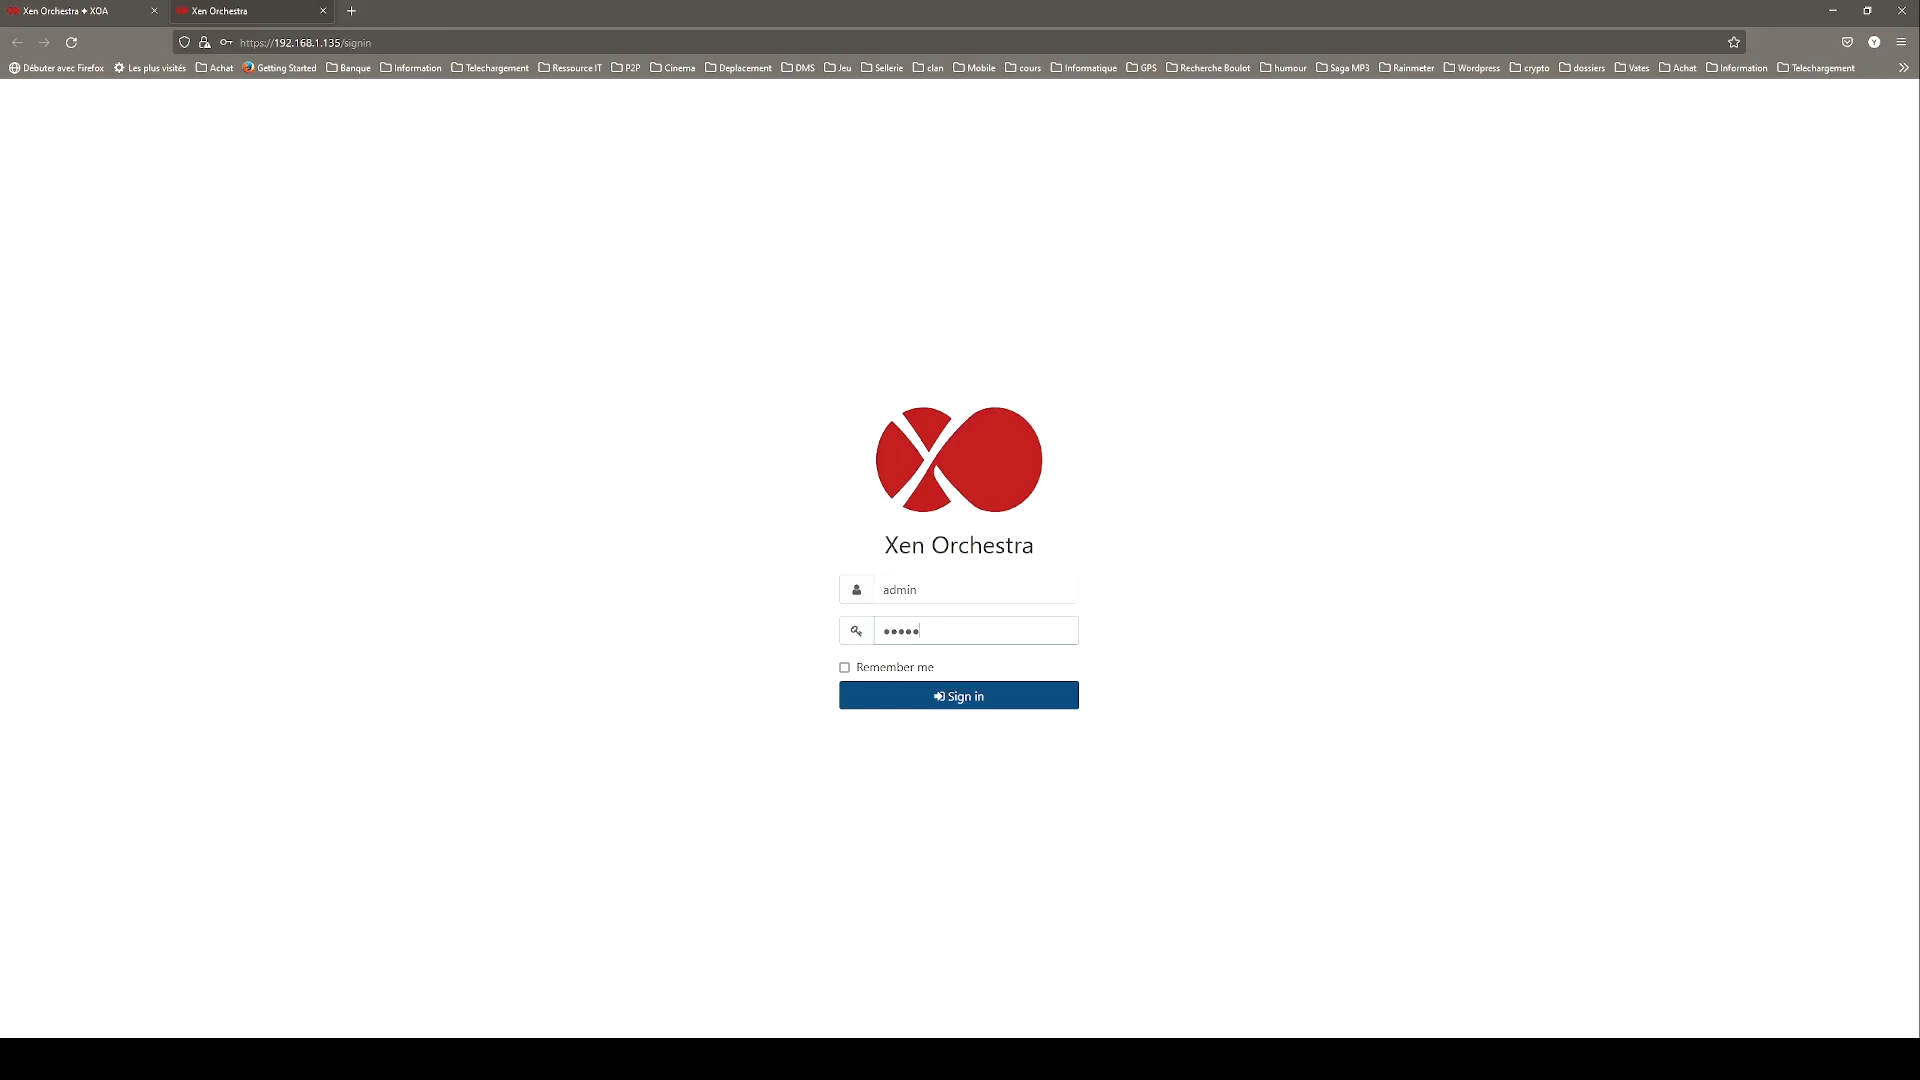 Xen Orchestra ✦ XOA
Xen Orchestra
https://192.168.1.135/signin
Débuter avec Firefox Les plus visités Achat Getting Started Banque Information Telechargement Ressource IT P2P Cinema Deplacement DMS Jeu Sellerie clan Mobile cours Informatique GPS Recherche Boulot humour Saga MP3 Rainmeter Wordpress crypto dossiers Vates Achat Information Telechargement
Xen Orchestra
admin
•••••
Remember me
Sign in